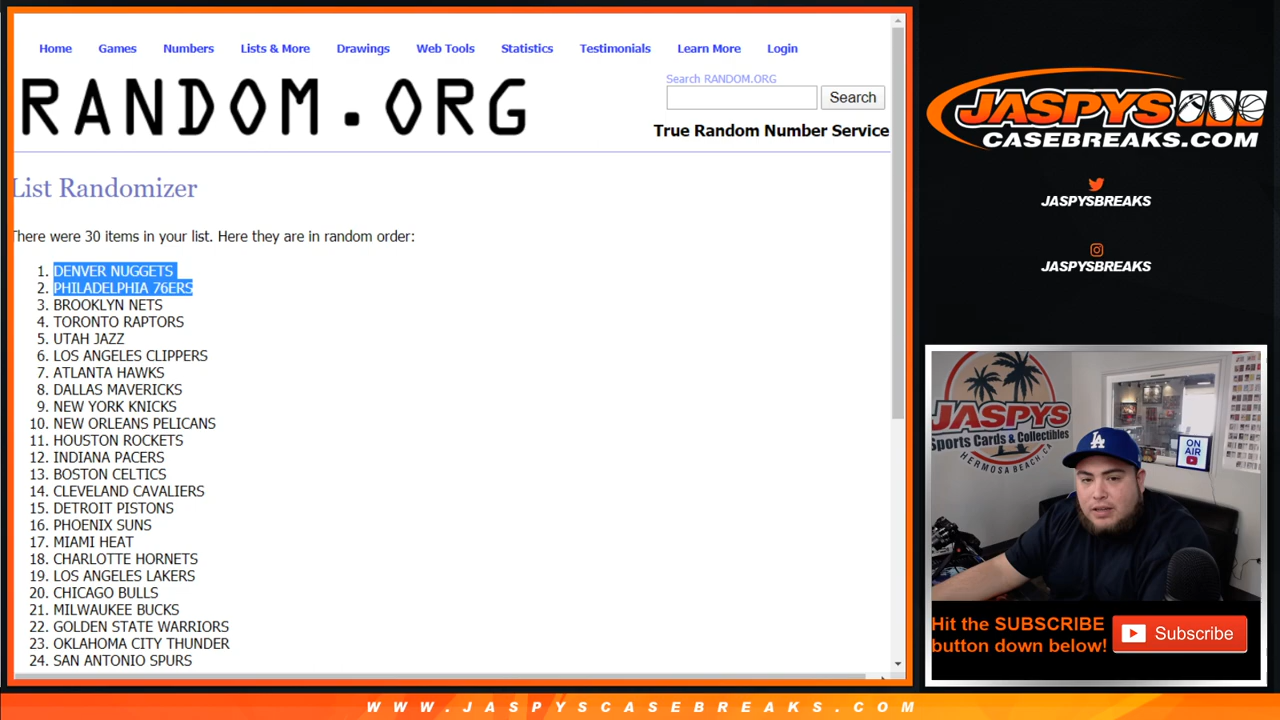 Home Games Numbers Lists & More Drawings Web Tools Statistics Testimonials Learn More Login
RANDOM.ORG
Search RANDOM.ORG
Search
True Random Number Service
List Randomizer
There were 30 items in your list. Here they are in random order:
1. DENVER NUGGETS
2. PHILADELPHIA 76ERS
3. BROOKLYN NETS
4. TORONTO RAPTORS
5. UTAH JAZZ
6. LOS ANGELES CLIPPERS
7. ATLANTA HAWKS
8. DALLAS MAVERICKS
9. NEW YORK KNICKS
10. NEW ORLEANS PELICANS
11. HOUSTON ROCKETS
12. INDIANA PACERS
13. BOSTON CELTICS
14. CLEVELAND CAVALIERS
15. DETROIT PISTONS
16. PHOENIX SUNS
17. MIAMI HEAT
18. CHARLOTTE HORNETS
19. LOS ANGELES LAKERS
20. CHICAGO BULLS
21. MILWAUKEE BUCKS
22. GOLDEN STATE WARRIORS
23. OKLAHOMA CITY THUNDER
24. SAN ANTONIO SPURS
JASPYS
CASEBREAKS.COM
JASPYSBREAKS
JASPYSBREAKS
JASPYS
Sports Cards & Collectibles
HERMOSA BEACH, CA
ON
AIR
LA
Hit the SUBSCRIBE
button down below!
Subscribe
WWW.JASPYSCASEBREAKS.COM